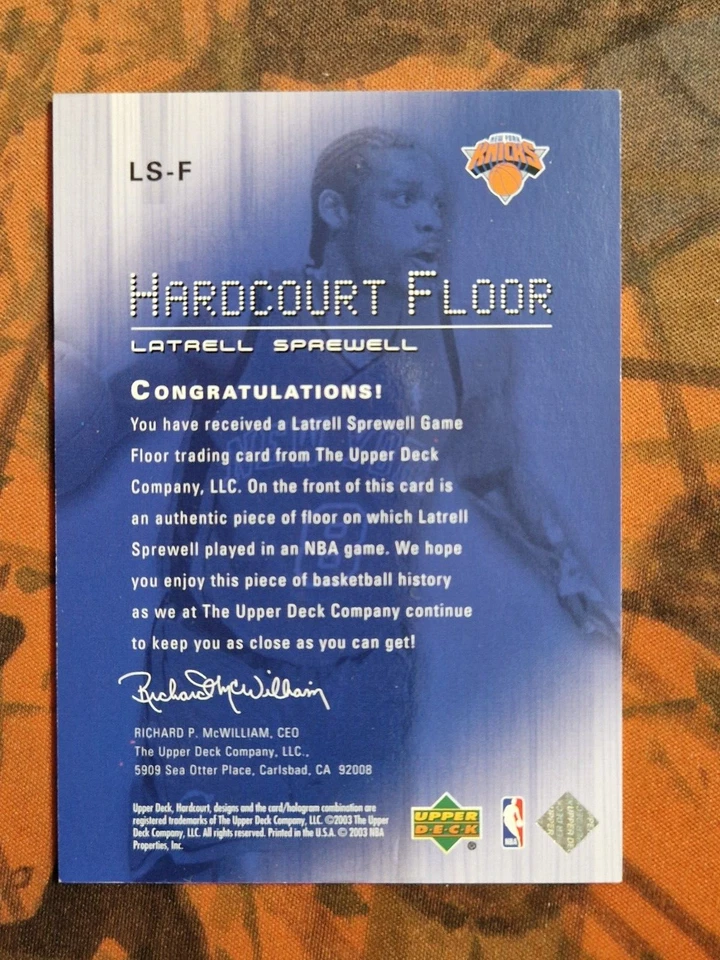 LS-F
NEW YORK
KNICKS
HARDCOURT FLOOR
LATRELL SPREWELL
CONGRATULATIONS!
You have received a Latrell Sprewell Game
Floor trading card from The Upper Deck
Company, LLC. On the front of this card is
an authentic piece of floor on which Latrell
Sprewell played in an NBA game. We hope
you enjoy this piece of basketball history
as we at The Upper Deck Company continue
to keep you as close as you can get!
Richard P. McWilliam
RICHARD P. McWILLIAM, CEO
The Upper Deck Company, LLC.,
5909 Sea Otter Place, Carlsbad, CA 92008
Upper Deck, Hardcourt, designs and the card/hologram combination are
registered trademarks of The Upper Deck Company, LLC. ©2003 The Upper
Deck Company, LLC. All rights reserved. Printed in the U.S.A. © 2003 NBA
Properties, Inc.
UPPER
DECK
®
NBA